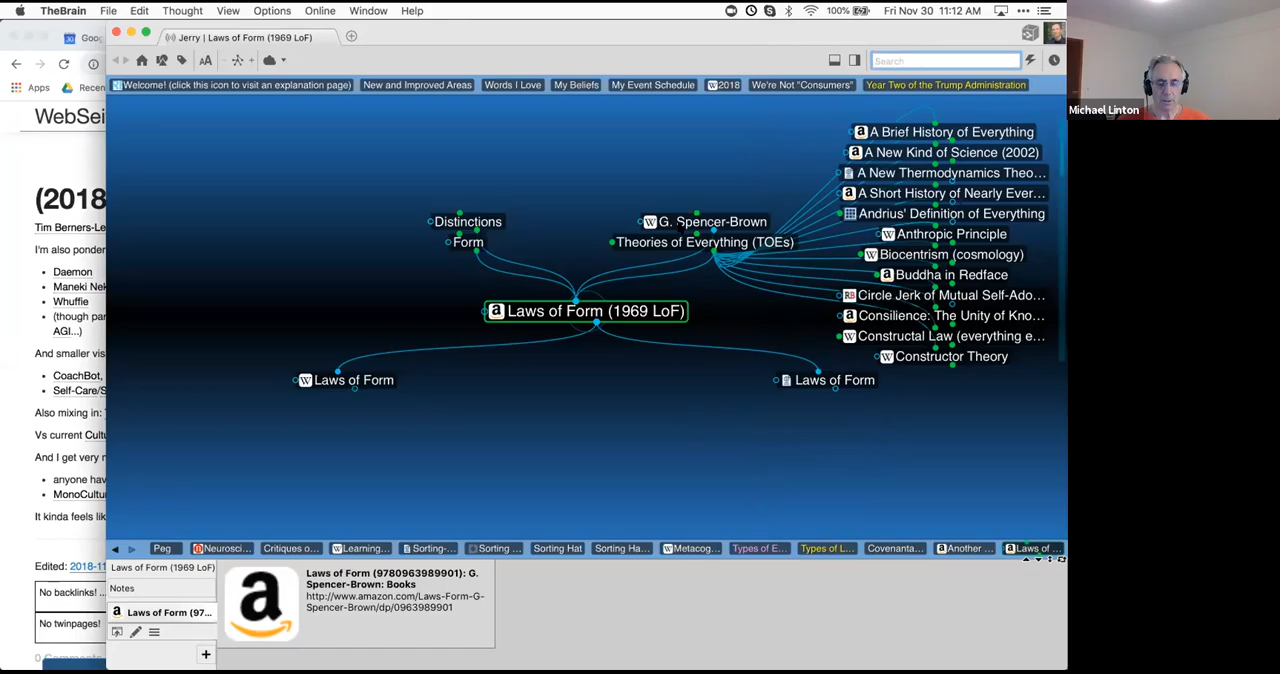 TheBrain File Edit Thought View Options Online Window Help 100% Fri Nov 30 11:12 AM
Goog
Jerry | Laws of Form (1969 LoF)
Search
Apps
Recen
Welcome! (click this icon to visit an explanation page) New and Improved Areas Words I Love My Beliefs My Event Schedule 2018 We're Not "Consumers" Year Two of the Trump Administration
Michael Linton
WebSei
(2018-
Tim Berners-Le
I'm also ponder
Daemon
Maneki Nek
Whuffie
(though par
AGI...)
And smaller vis
CoachBot,
Self-Care/S
Also mixing in:
Vs current Cultu
And I get very n
anyone hav
MonoCultu
It kinda feels lik
Edited: 2018-11
No backlinks! ..
No twinpages!
0 Comments
A Brief History of Everything
A New Kind of Science (2002)
A New Thermodynamics Theo...
A Short History of Nearly Ever...
Andrius' Definition of Everything
Anthropic Principle
Biocentrism (cosmology)
Buddha in Redface
Circle Jerk of Mutual Self-Ado...
Consilience: The Unity of Kno...
Constructal Law (everything e...
Constructor Theory
Distinctions
Form
G. Spencer-Brown
Theories of Everything (TOEs)
Laws of Form (1969 LoF)
Laws of Form
Laws of Form
Peg Neurosci... Critiques o... Learning... Sorting-... Sorting ... Sorting Hat Sorting Ha... Metacog... Types of E... Types of L... Covenanta... Another ... Laws of ...
Laws of Form (1969 LoF)
Notes
Laws of Form (97...
Laws of Form (9780963989901): G.
Spencer-Brown: Books
http://www.amazon.com/Laws-Form-G-
Spencer-Brown/dp/0963989901